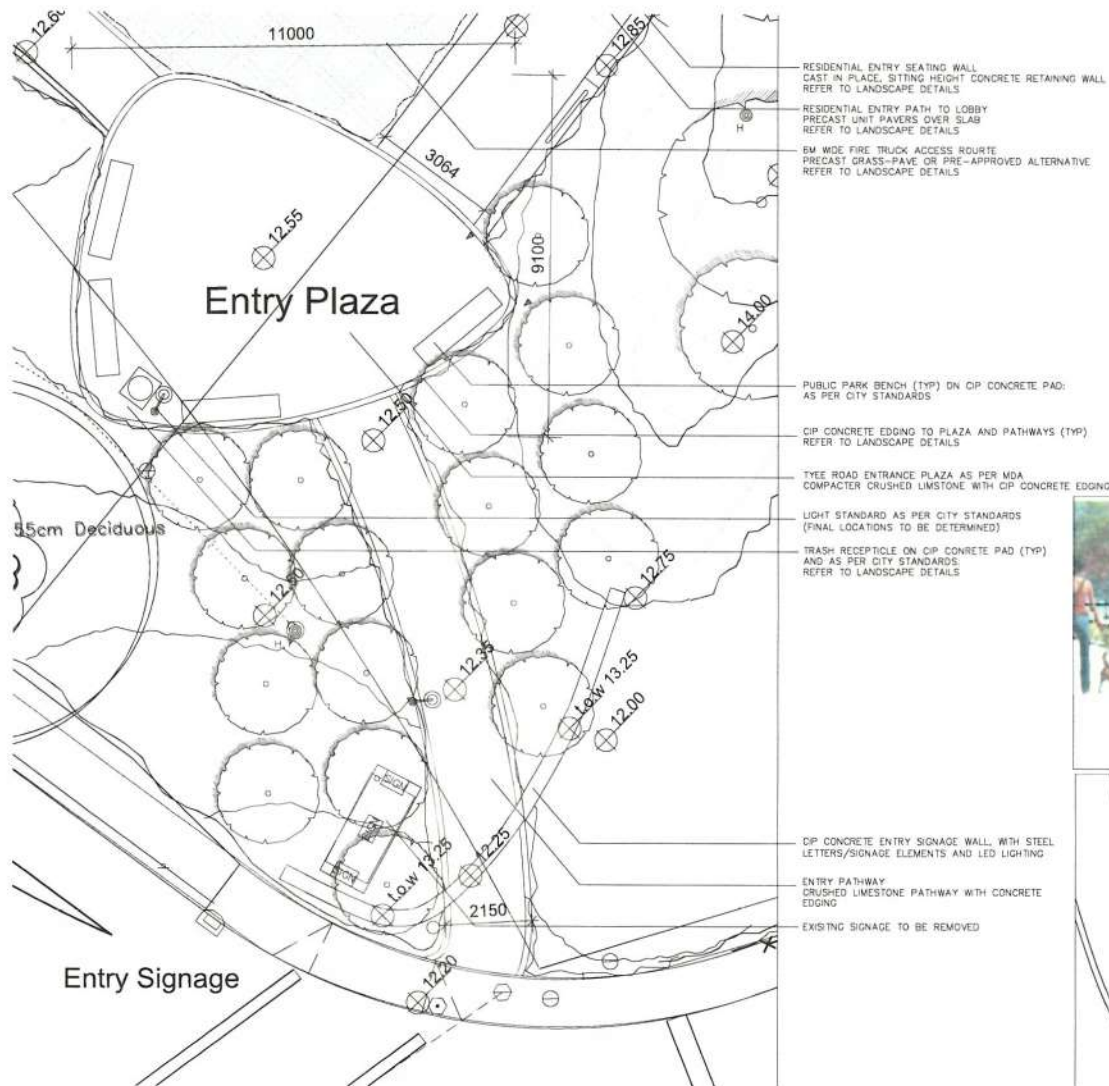 12.60
11000
12.85
3064
9100
12.55
Entry Plaza
14.00
H
12.50
55cm Deciduous
12.75
H
12.35
t.o.w 13.25
12.00
SIGN
SIGN
12.25
t.o.w 13.25
2150
Entry Signage
12.20
RESIDENTIAL ENTRY SEATING WALL
CAST IN PLACE, SITTING HEIGHT CONCRETE RETAINING WALL
REFER TO LANDSCAPE DETAILS
RESIDENTIAL ENTRY PATH TO LOBBY
PRECAST UNIT PAVERS OVER SLAB
REFER TO LANDSCAPE DETAILS
6M WIDE FIRE TRUCK ACCESS ROURTE
PRECAST GRASS-PAVE OR PRE-APPROVED ALTERNATIVE
REFER TO LANDSCAPE DETAILS
PUBLIC PARK BENCH (TYP) ON CIP CONCRETE PAD:
AS PER CITY STANDARDS
CIP CONCRETE EDGING TO PLAZA AND PATHWAYS (TYP)
REFER TO LANDSCAPE DETAILS
TYEE ROAD ENTRANCE PLAZA AS PER MDA
COMPACTER CRUSHED LIMSTONE WITH CIP CONCRETE EDGING
LIGHT STANDARD AS PER CITY STANDARDS
(FINAL LOCATIONS TO BE DETERMINED)
TRASH RECEPTICLE ON CIP CONRETE PAD (TYP)
AND AS PER CITY STANDARDS
REFER TO LANDSCAPE DETAILS
CIP CONCRETE ENTRY SIGNAGE WALL, WITH STEEL
LETTERS/SIGNAGE ELEMENTS AND LED LIGHTING
ENTRY PATHWAY
CRUSHED LIMESTONE PATHWAY WITH CONCRETE
EDGING
EXISITNG SIGNAGE TO BE REMOVED